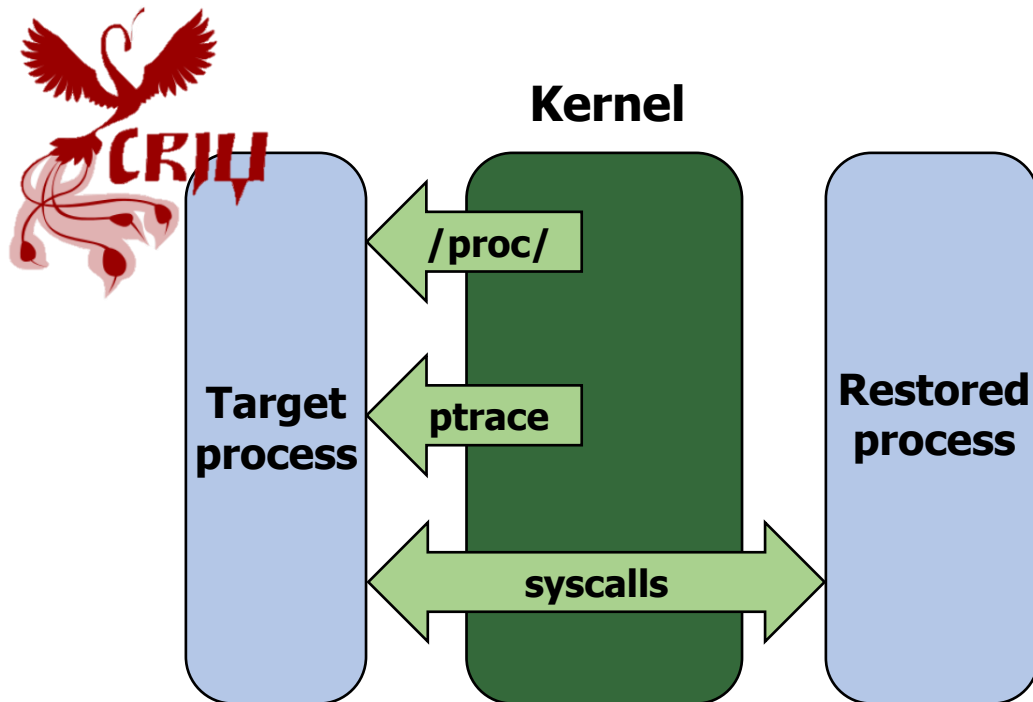 CRIU
Kernel
/proc/
Target
process
ptrace
Restored
process
syscalls